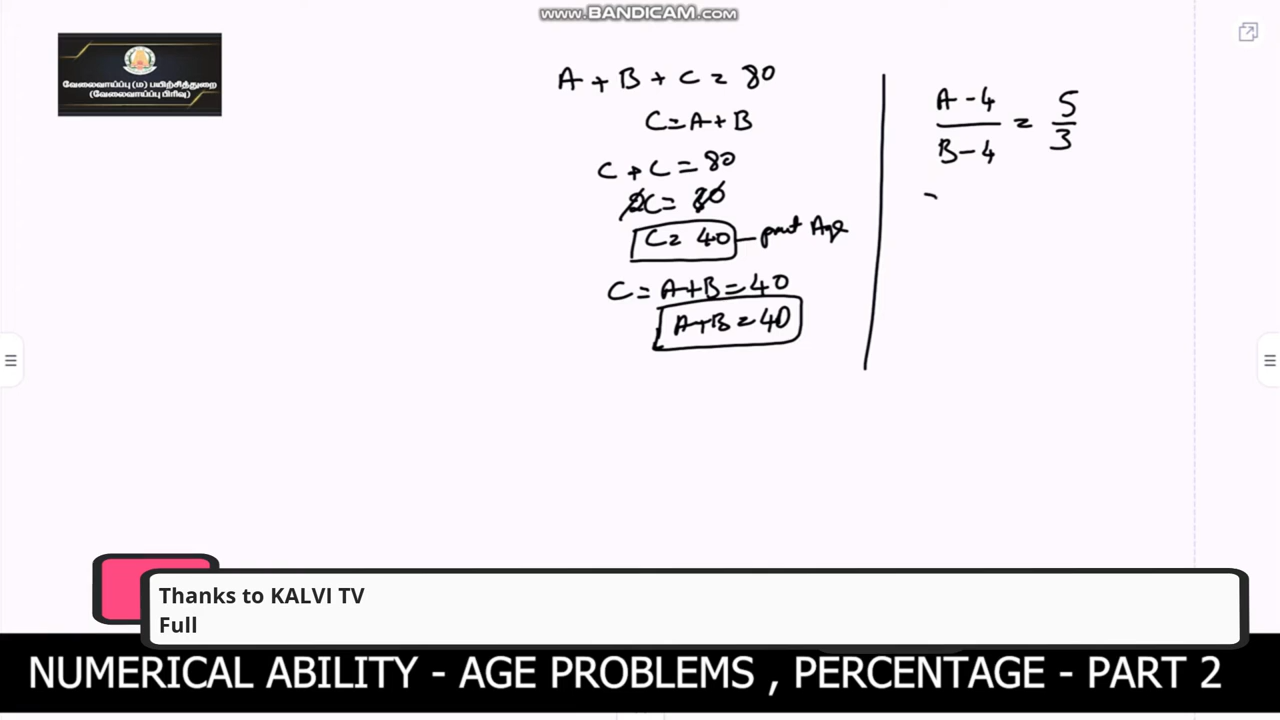 www.BANDICAM.com
வேலைவாய்ப்பு (ம) பயிற்சித்துறை
(வேலைவாய்ப்பு பிரிவு)
A + B + C = 80
C = A + B
C + C = 80
2C = 80
C = 40 — Age
C = A+B = 40
A+B = 40
A - 4
B - 4
=
5
3
Thanks to KALVI TV
Full
NUMERICAL ABILITY - AGE PROBLEMS , PERCENTAGE - PART 2